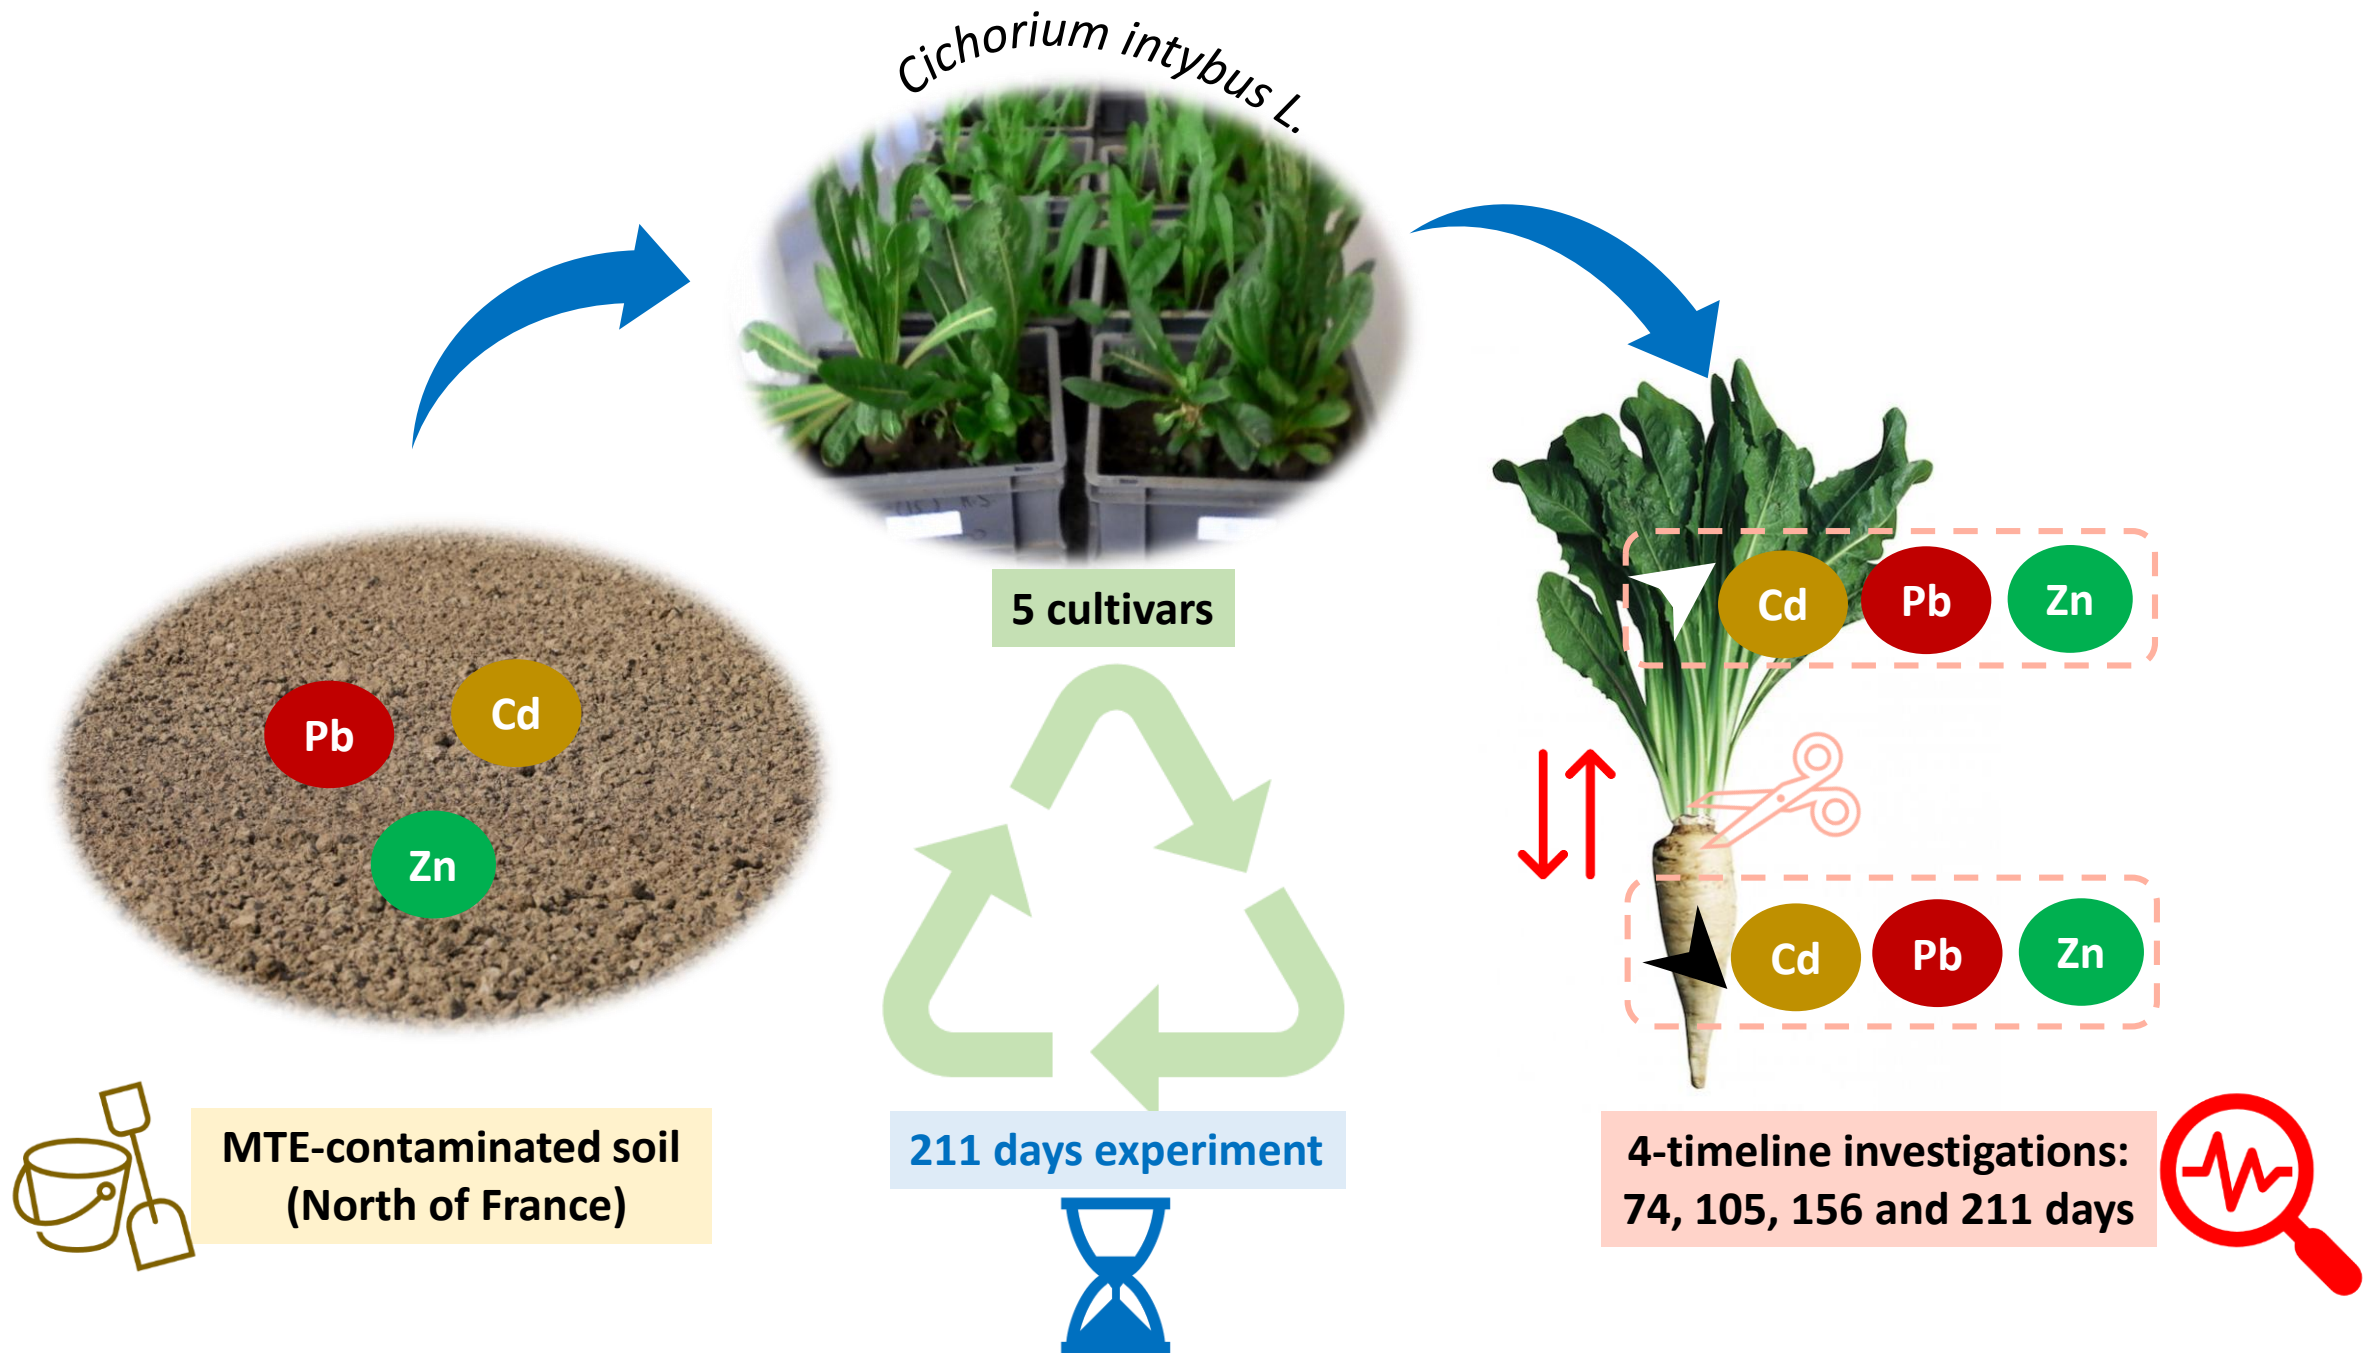 Cichorium intybus L.
Pb
Cd
Zn
MTE-contaminated soil
(North of France)
5 cultivars
211 days experiment
Cd
Pb
Zn
Cd
Pb
Zn
4-timeline investigations:
74, 105, 156 and 211 days